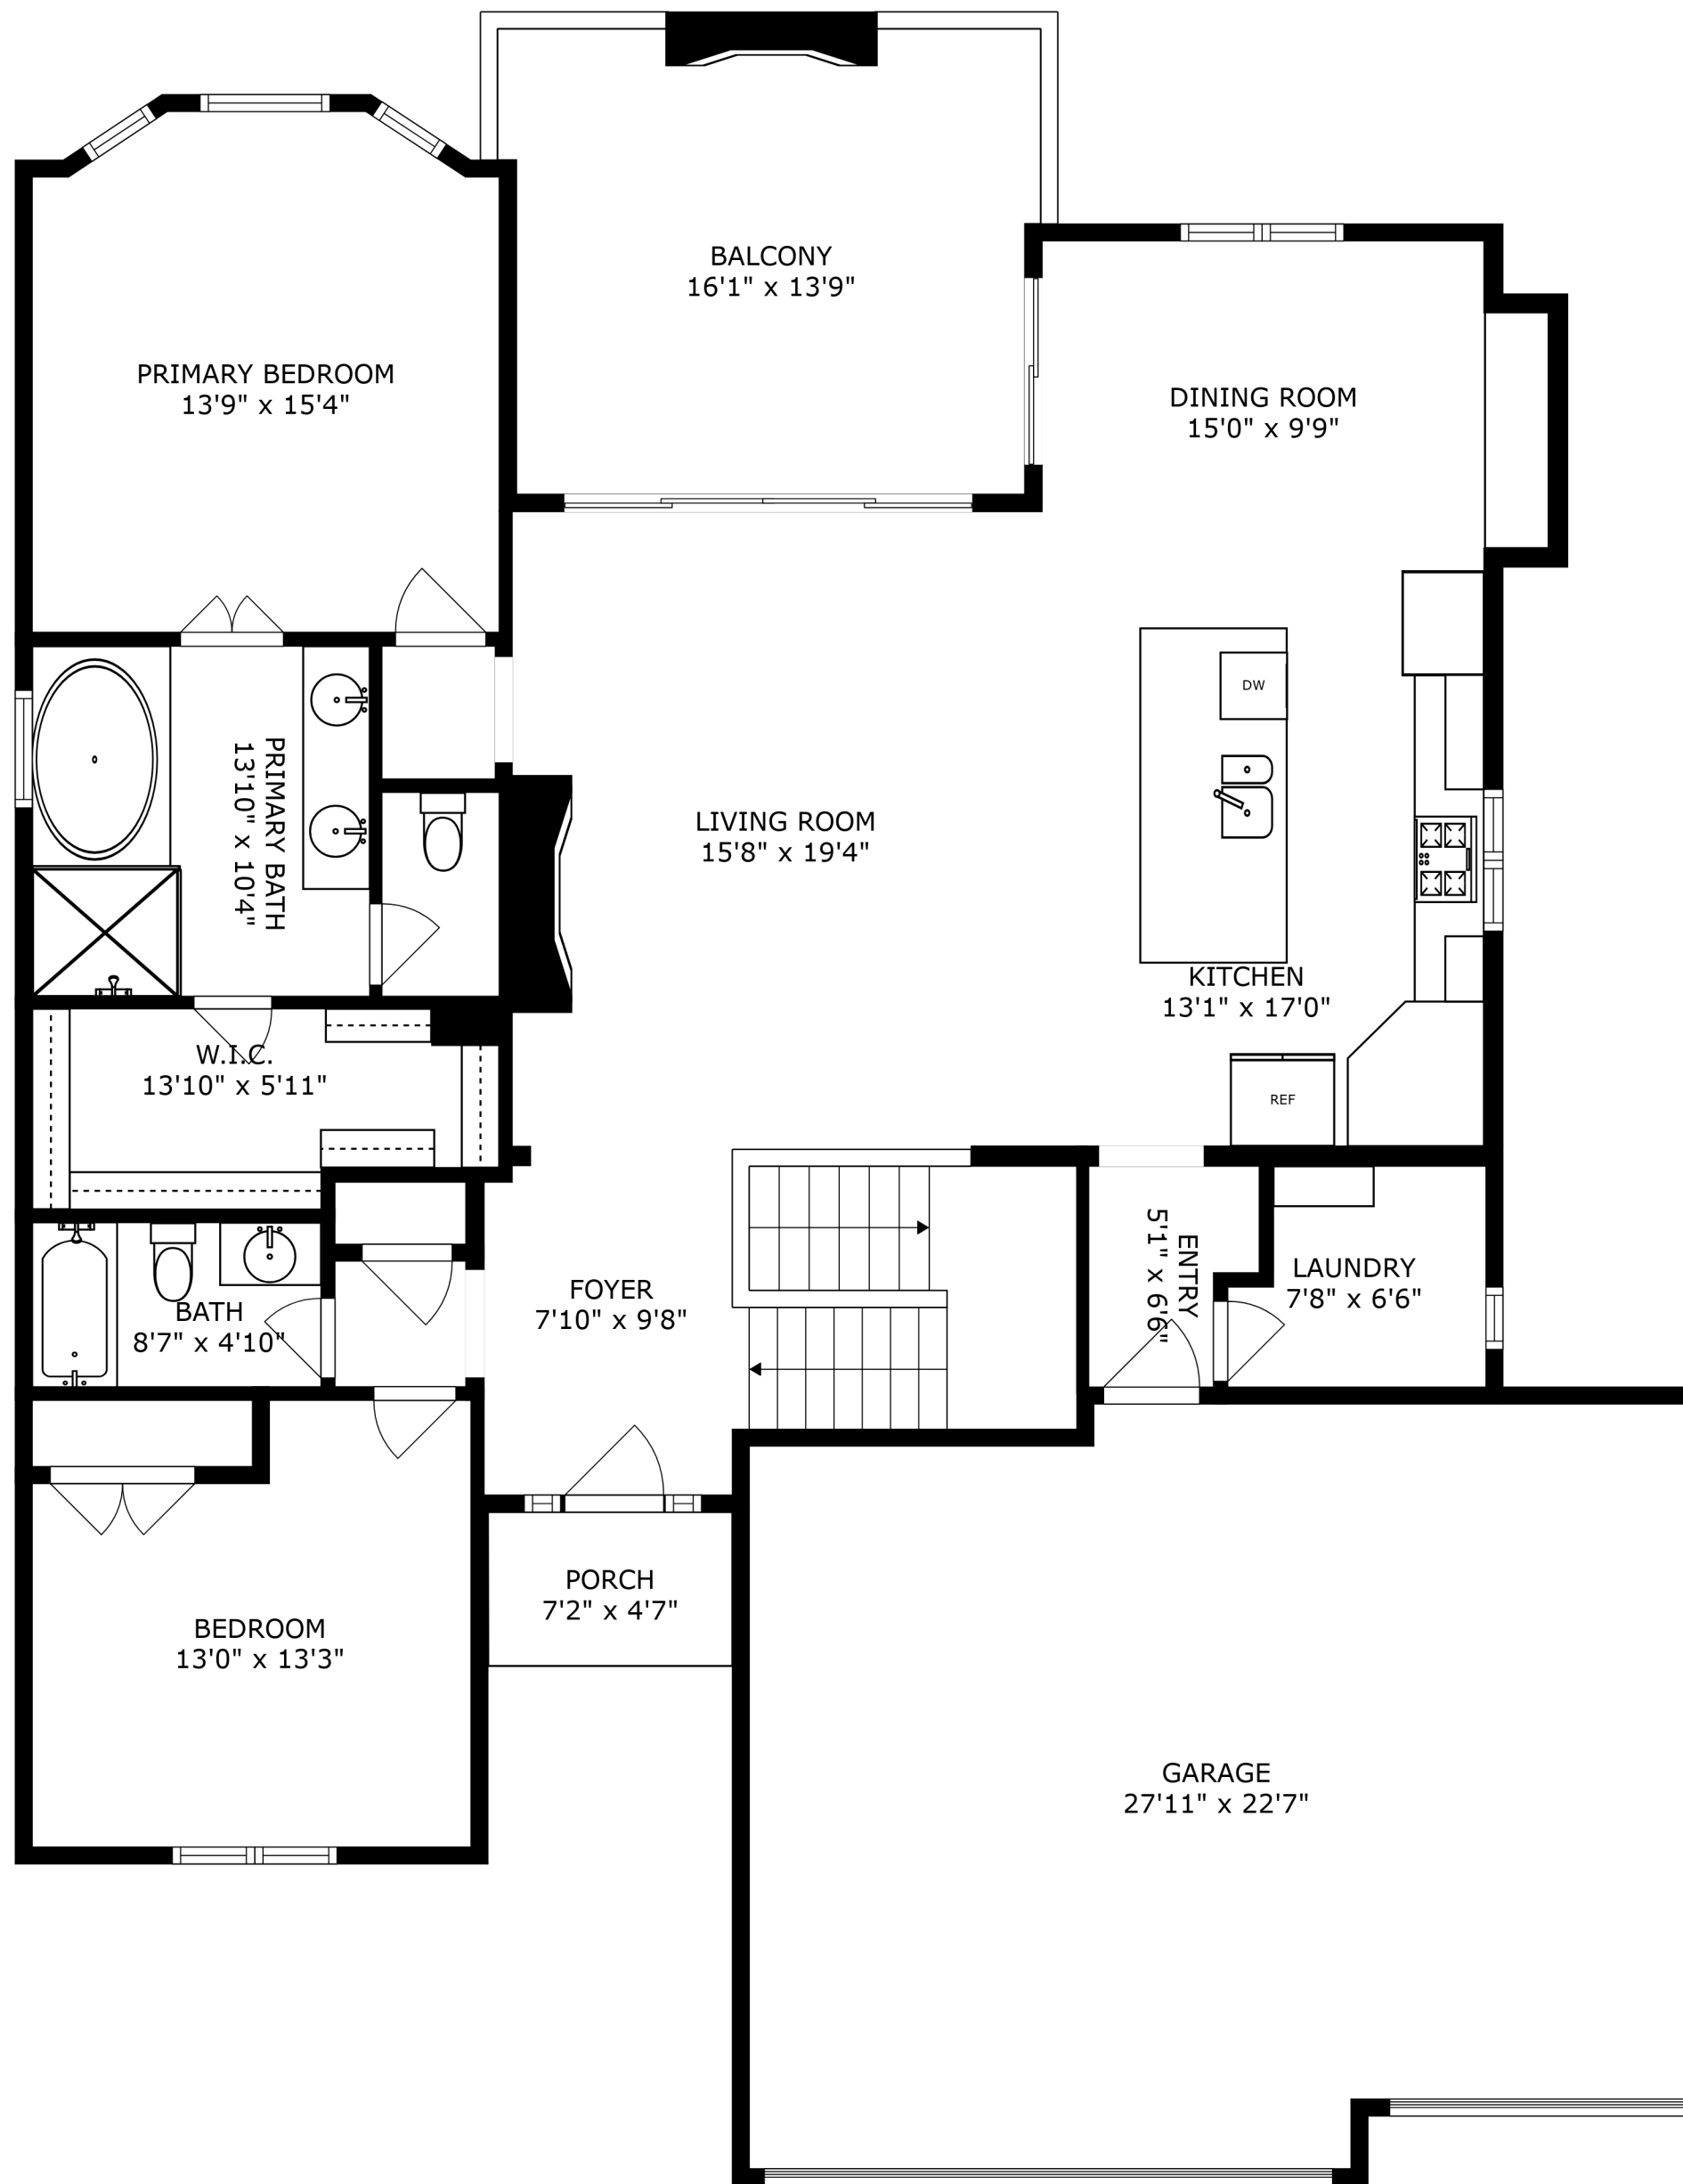 BALCONY
16'1" x 13'9"
PRIMARY BEDROOM
13'9" x 15'4"
DINING ROOM
15'0" x 9'9"
DW
PRIMARY BATH
13'10" x 10'4"
LIVING ROOM
15'8" x 19'4"
KITCHEN
13'1" x 17'0"
W.I.C.
13'10" x 5'11"
REF
ENTRY
5'1" x 6'6"
LAUNDRY
7'8" x 6'6"
FOYER
7'10" x 9'8"
BATH
8'7" x 4'10"
PORCH
7'2" x 4'7"
BEDROOM
13'0" x 13'3"
GARAGE
27'11" x 22'7"